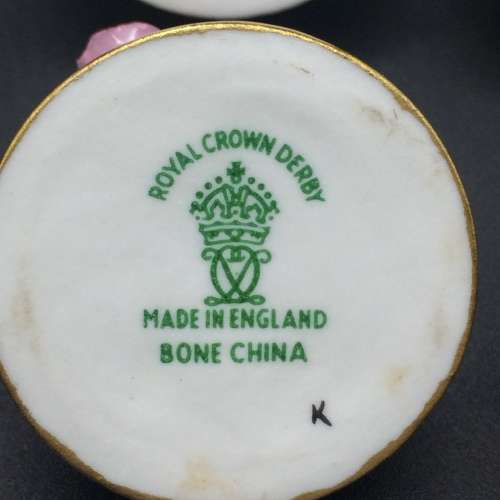 ROYAL CROWN DERBY
MADE IN ENGLAND
BONE CHINA
K